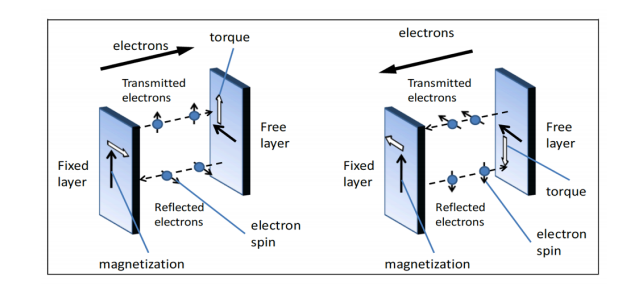 electrons
torque
Transmitted
electrons
Free
layer
Fixed
layer
Reflected
electrons
electron
spin
magnetization
electrons
Transmitted
electrons
Free
layer
Fixed
layer
torque
Reflected
electrons
electron
spin
magnetization